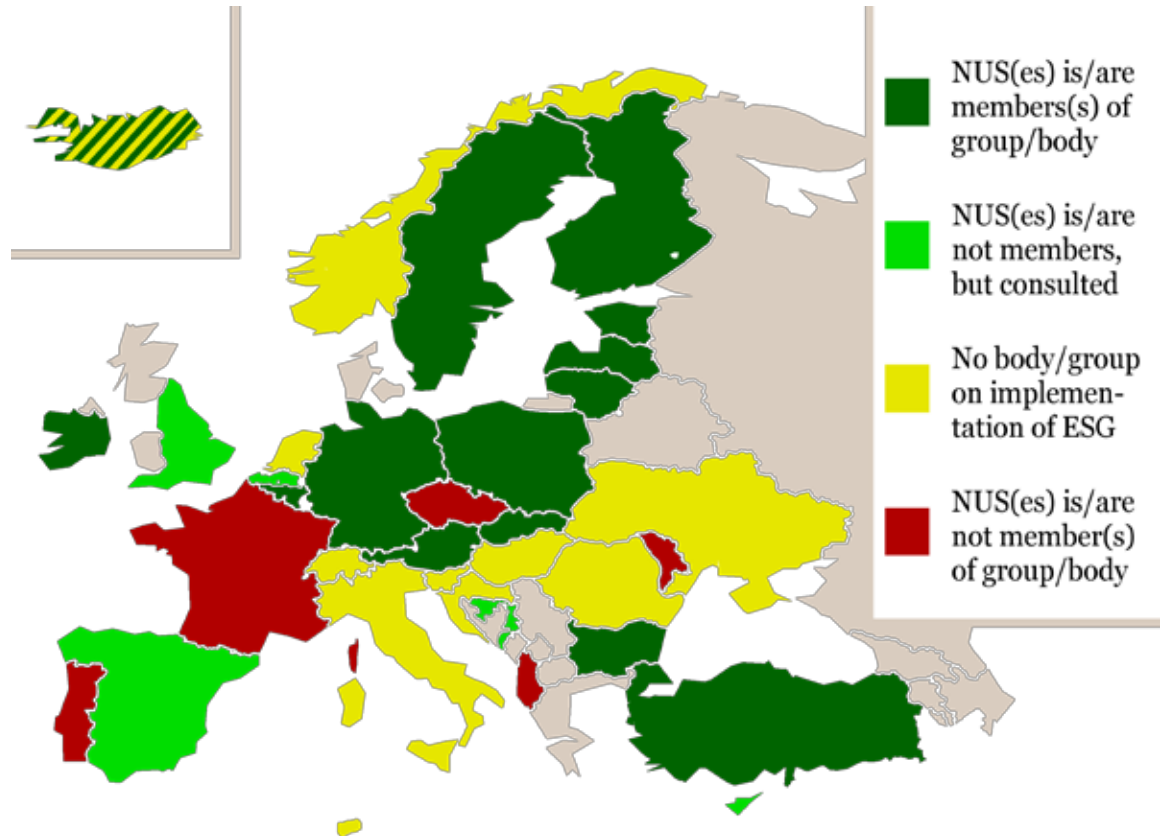 NUS(es) is/are
members(s) of
group/body
NUS(es) is/are
not members,
but consulted
No body/group
on implemen-
tation of ESG
NUS(es) is/are
not member(s)
of group/body